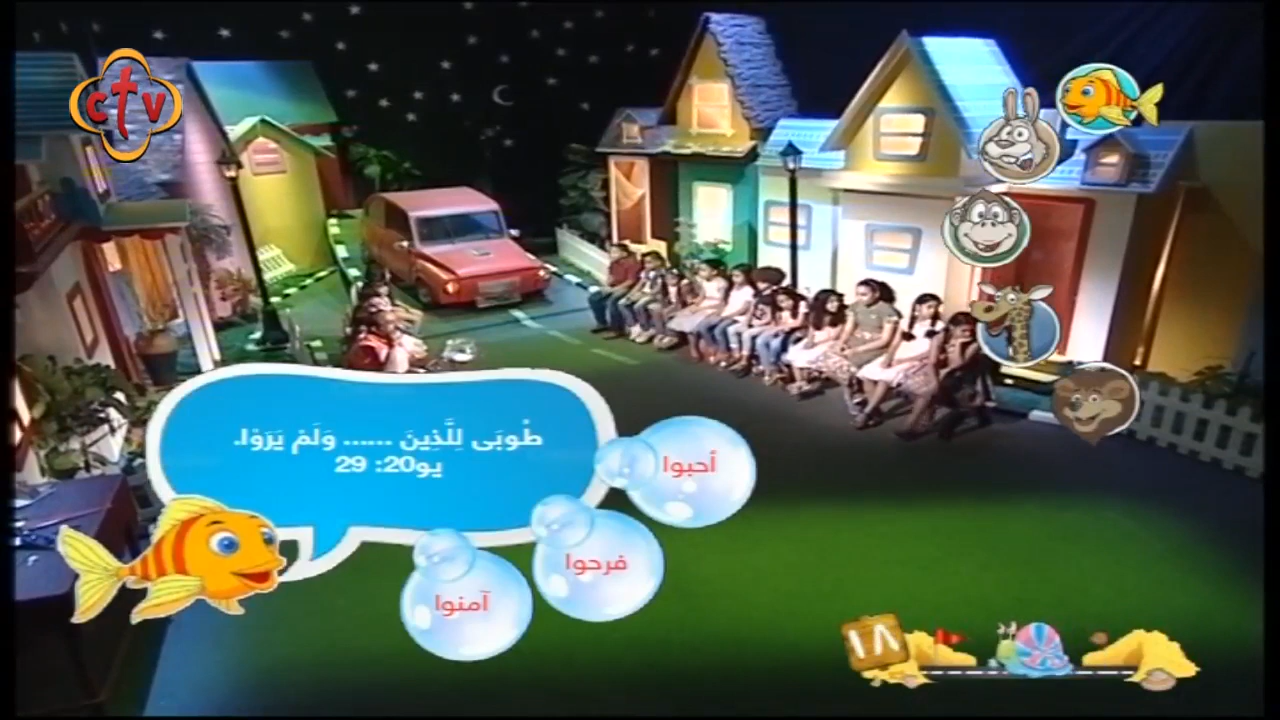 CTV
طُوبَى لِلَّذِينَ ...... وَلَمْ يَرَوْا.
يو20: 29
أحبوا
فرحوا
آمنوا
١٨